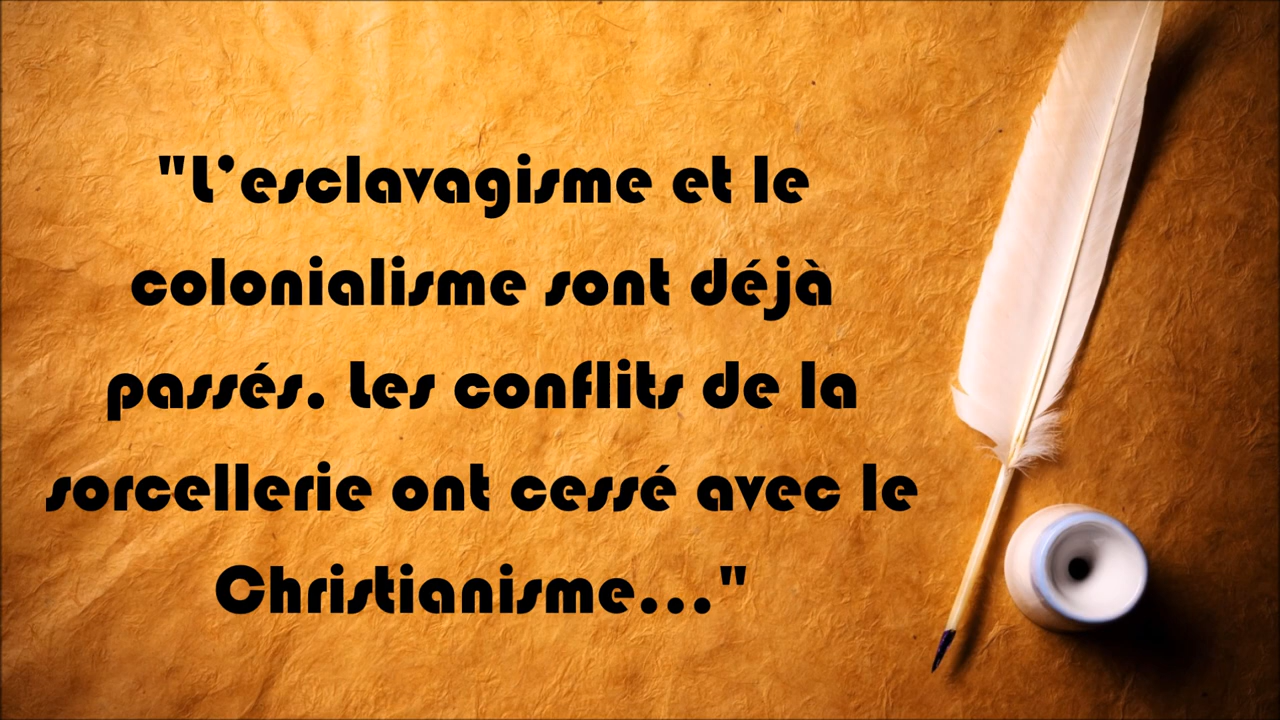 "L'esclavagisme et le
colonialisme sont déjà
passés. Les conflits de la
sorcellerie ont cessé avec le
Christianisme..."